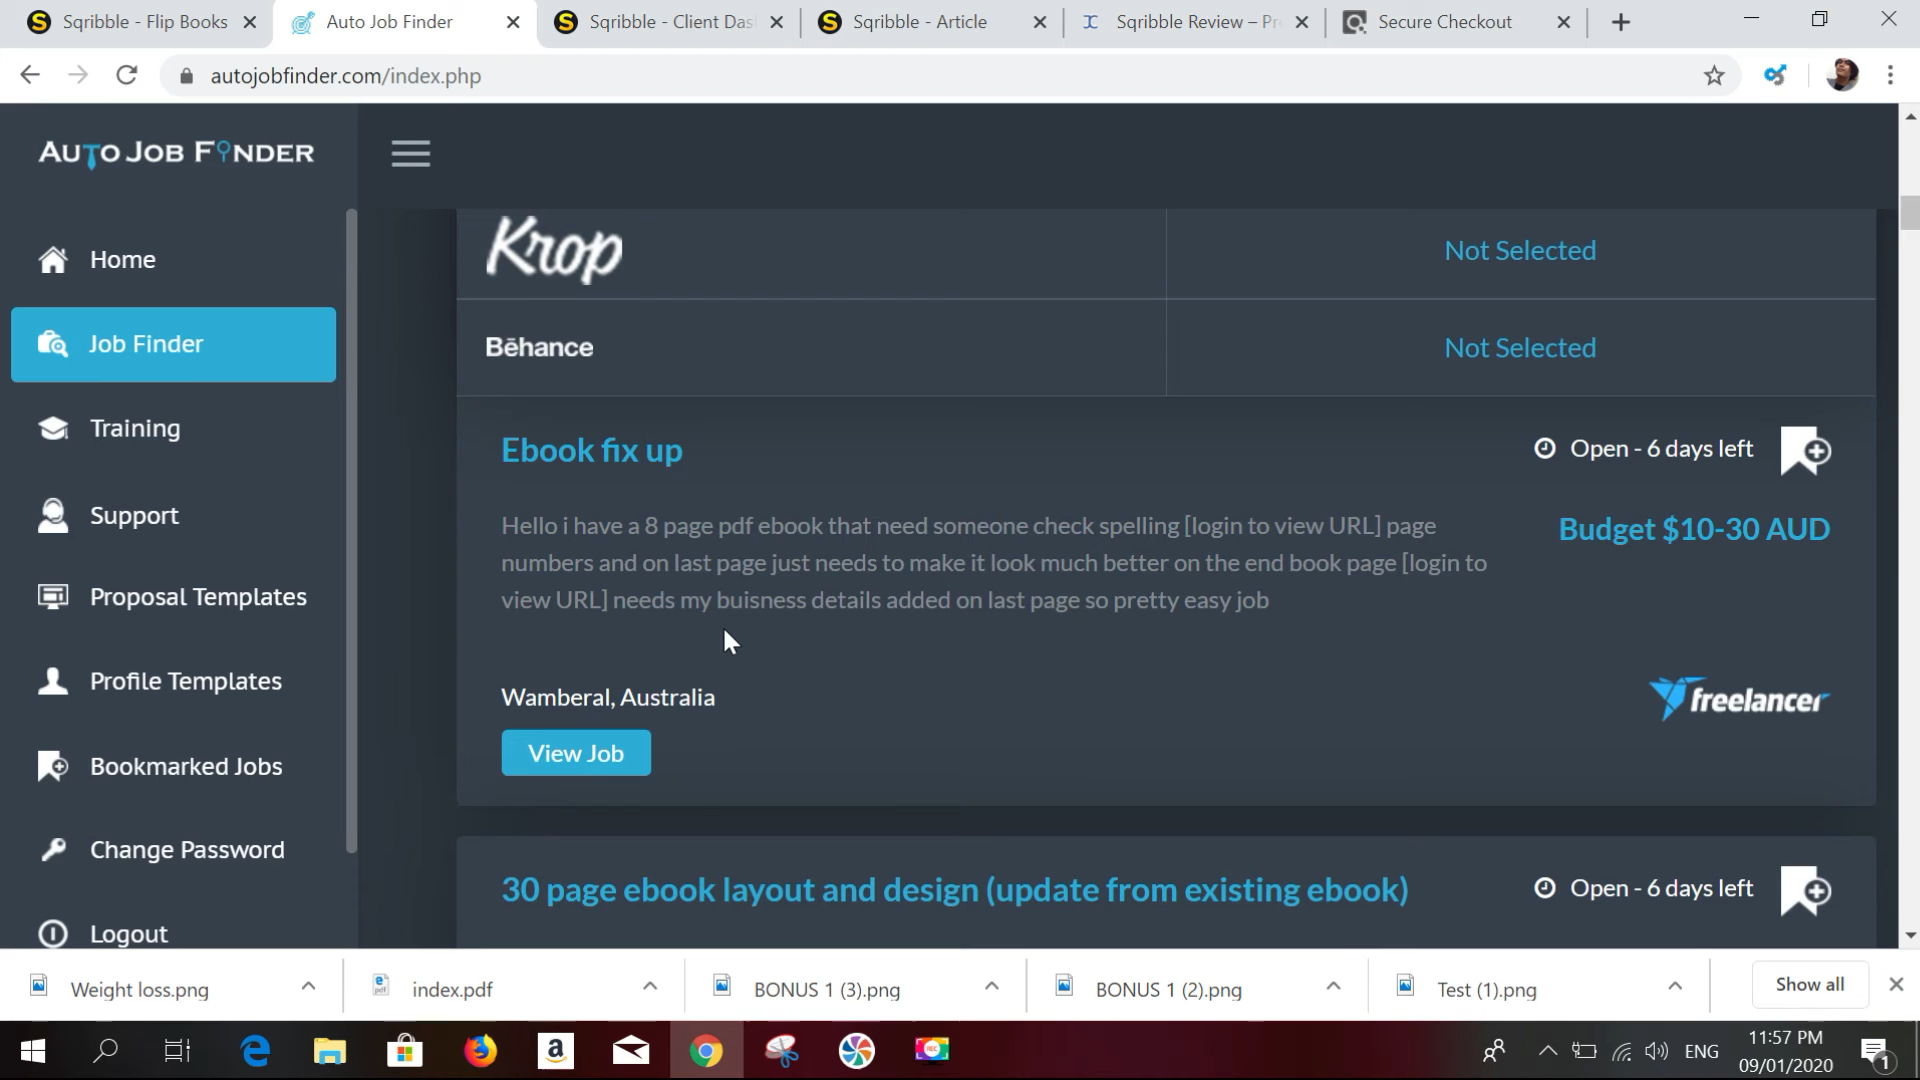 Sqribble - Flip Books
Auto Job Finder
Sqribble - Client Das
Sqribble - Article
Sqribble Review – Pr
Secure Checkout
autojobfinder.com/index.php
AUTO JOB FINDER
Home
Job Finder
Training
Support
Proposal Templates
Profile Templates
Bookmarked Jobs
Change Password
Logout
Krop
Not Selected
Bēhance
Not Selected
Ebook fix up
Open - 6 days left
Hello i have a 8 page pdf ebook that need someone check spelling [login to view URL] page
numbers and on last page just needs to make it look much better on the end book page [login to
view URL] needs my buisness details added on last page so pretty easy job
Budget $10-30 AUD
Wamberal, Australia
freelancer
View Job
30 page ebook layout and design (update from existing ebook)
Open - 6 days left
Weight loss.png
index.pdf
BONUS 1 (3).png
BONUS 1 (2).png
Test (1).png
Show all
ENG
11:57 PM
09/01/2020
1